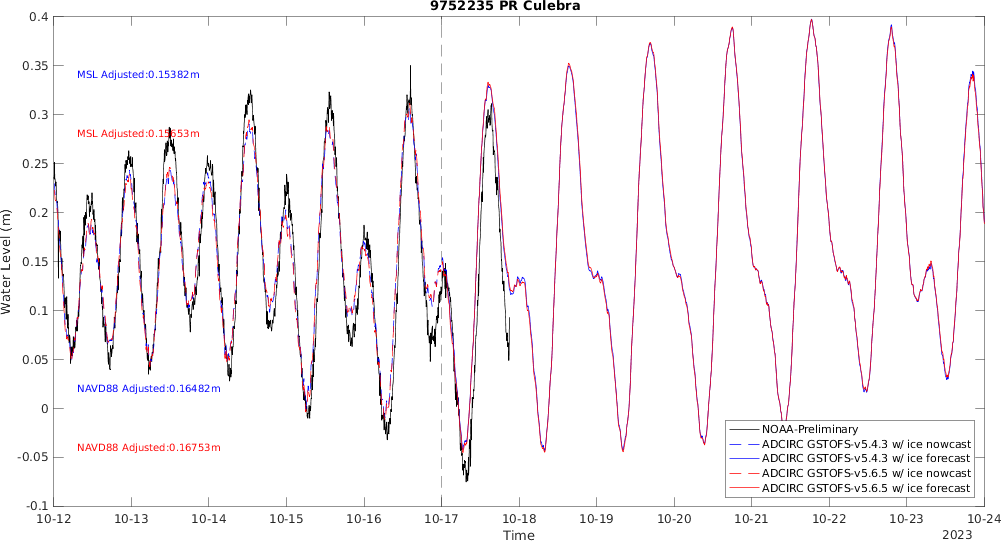 9752235 PR Culebra
0.4
0.35
0.3
0.25
0.2
0.15
0.1
0.05
0
-0.05
-0.1
Water Level (m)
MSL Adjusted:0.15382m
MSL Adjusted:0.15653m
NAVD88 Adjusted:0.16482m
NAVD88 Adjusted:0.16753m
NOAA-Preliminary
ADCIRC GSTOFS-v5.4.3 w/ ice nowcast
ADCIRC GSTOFS-v5.4.3 w/ ice forecast
ADCIRC GSTOFS-v5.6.5 w/ ice nowcast
ADCIRC GSTOFS-v5.6.5 w/ ice forecast
10-12 10-13 10-14 10-15 10-16 10-17 10-18 10-19 10-20 10-21 10-22 10-23 10-24
Time
2023